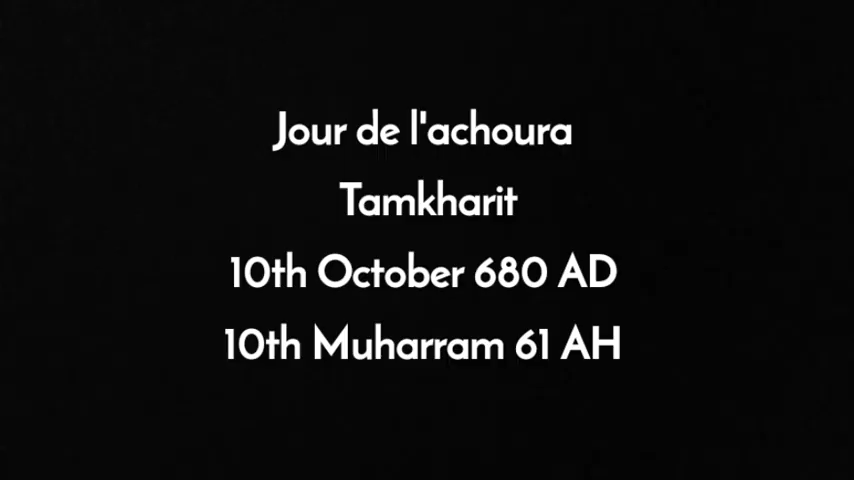 Jour de l'achoura
Tamkharit
10th October 680 AD
10th Muharram 61 AH